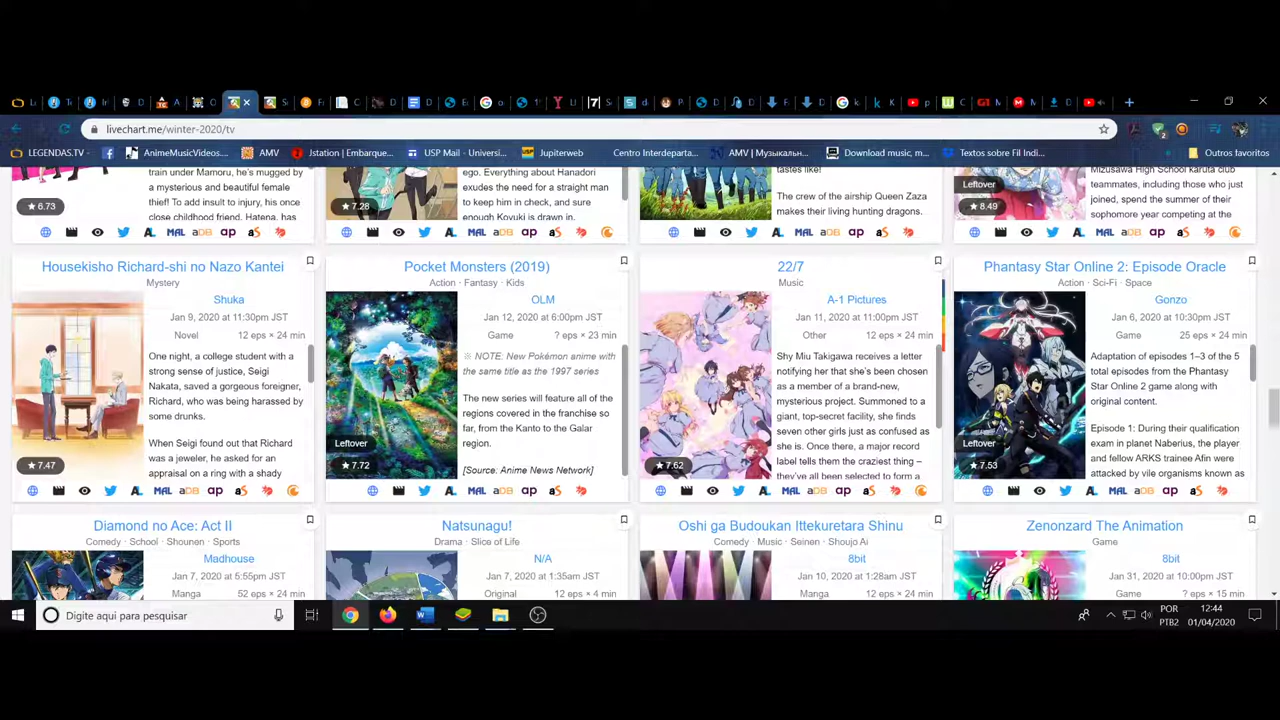 livechart.me/winter-2020/tv
LEGENDAS.TV
AnimeMusicVideos...
AMV
Jstation | Embarque...
USP Mail - Universi...
Jupiterweb
Centro Interdeparta...
AMV | Музыкальн...
Download music, m...
Textos sobre Fil Indi...
Outros favoritos
train under Mamoru, he's mugged by
a mysterious and beautiful female
thief! To add insult to injury, his once
close childhood friend, Hatena, has
6.73
ego. Everything about Hanadori
exudes the need for a straight man
to keep him in check, and sure
enough Koyuki is drawn in.
7.28
tastes like!
The crew of the airship Queen Zaza
makes their living hunting dragons.
Mizusawa High School karuta club
teammates, including those who just
joined, spend the summer of their
sophomore year competing at the
Leftover
8.49
Housekisho Richard-shi no Nazo Kantei
Mystery
Shuka
Jan 9, 2020 at 11:30pm JST
Novel 12 eps × 24 min
One night, a college student with a
strong sense of justice, Seigi
Nakata, saved a gorgeous foreigner,
Richard, who was being harassed by
some drunks.
When Seigi found out that Richard
was a jeweler, he asked for an
appraisal on a ring with a shady
7.47
Pocket Monsters (2019)
Action · Fantasy · Kids
OLM
Jan 12, 2020 at 6:00pm JST
Game ? eps × 23 min
※ NOTE: New Pokémon anime with
the same title as the 1997 series
The new series will feature all of the
regions covered in the franchise so
far, from the Kanto to the Galar
region.
[Source: Anime News Network]
Leftover
7.72
22/7
Music
A-1 Pictures
Jan 11, 2020 at 11:00pm JST
Other 12 eps × 24 min
Shy Miu Takigawa receives a letter
notifying her that she's been chosen
as a member of a brand-new,
mysterious project. Summoned to a
giant, top-secret facility, she finds
seven other girls just as confused as
she is. Once there, a major record
label tells them the craziest thing –
they've all been selected to form a
7.62
Phantasy Star Online 2: Episode Oracle
Action · Sci-Fi · Space
Gonzo
Jan 6, 2020 at 10:30pm JST
Game 25 eps × 24 min
Adaptation of episodes 1–3 of the 5
total episodes from the Phantasy
Star Online 2 game along with
original content.
Episode 1: During their qualification
exam in planet Naberius, the player
and fellow ARKS trainee Afin were
attacked by vile organisms known as
Leftover
7.53
Diamond no Ace: Act II
Comedy · School · Shounen · Sports
Madhouse
Jan 7, 2020 at 5:55pm JST
Manga 52 eps × 24 min
Natsunagu!
Drama · Slice of Life
N/A
Jan 7, 2020 at 1:35am JST
Original 12 eps × 4 min
Oshi ga Budoukan Ittekuretara Shinu
Comedy · Music · Seinen · Shoujo Ai
8bit
Jan 10, 2020 at 1:28am JST
Manga 12 eps × 24 min
Zenonzard The Animation
Game
8bit
Jan 31, 2020 at 10:00pm JST
Game ? eps × 15 min
Digite aqui para pesquisar
POR
PTB2
12:44
01/04/2020